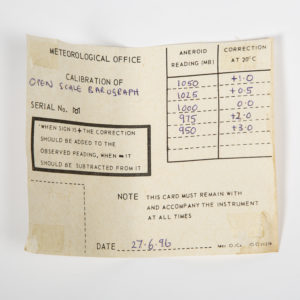 METEOROLOGICAL OFFICE
CALIBRATION OF
OPEN SCALE BAROGRAPH
SERIAL No.
WHEN SIGN IS + THE CORRECTION
SHOULD BE ADDED TO THE
OBSERVED READING, WHEN — IT
SHOULD BE SUBTRACTED FROM IT
ANEROID READING (MB) CORRECTION AT 20°C
1050 +1.0
1025 +0.5
1000 0.0
975 +2.0
950 +3.0
NOTE THIS CARD MUST REMAIN WITH
AND ACCOMPANY THE INSTRUMENT
AT ALL TIMES
DATE 27.6.96